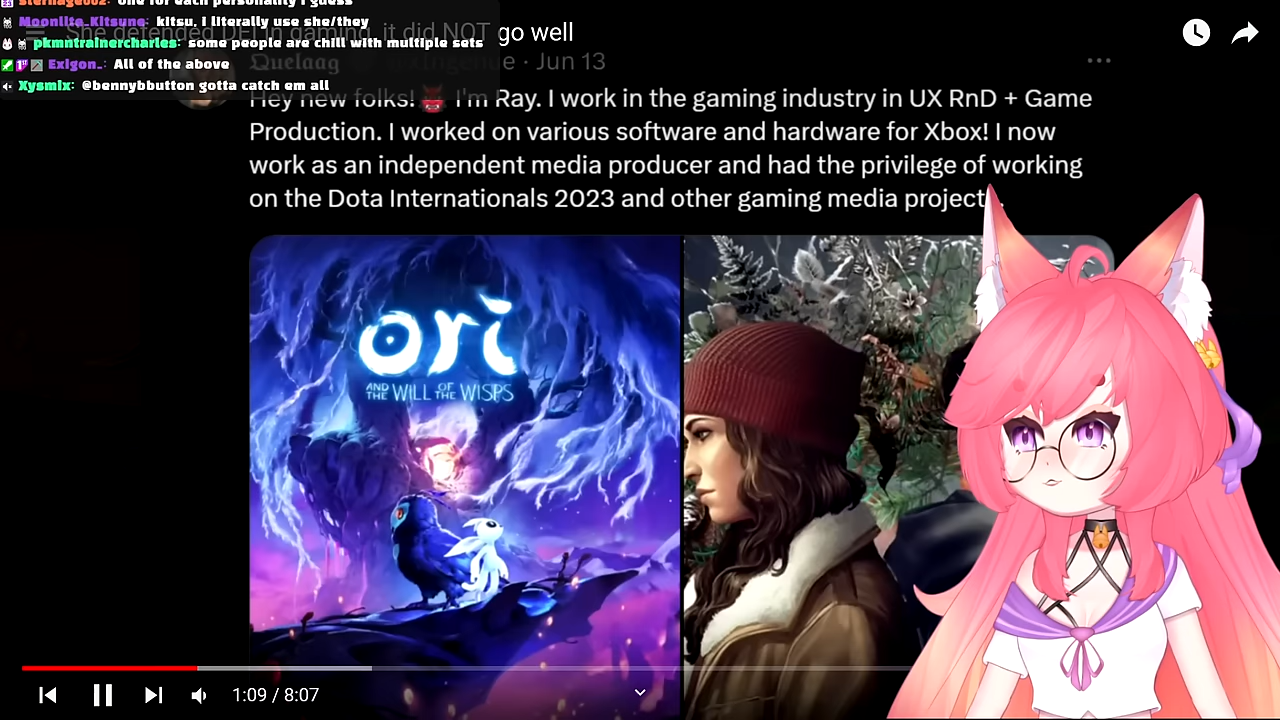 one for each personality I guess
Moonlite_Kitsune: kitsu, I literally use she/they
She defended DEI in gaming, it did NOT go well
pkmntrainercharles: some people are chill with multiple sets
Exigon_: All of the above
Quelaag · Jun 13
Xysmix: @bennybbutton gotta catch em all
Hey new folks! I'm Ray. I work in the gaming industry in UX RnD + Game
Production. I worked on various software and hardware for Xbox! I now
work as an independent media producer and had the privilege of working
on the Dota Internationals 2023 and other gaming media project
ori
AND THE WILL OF THE WISPS
1:09 / 8:07